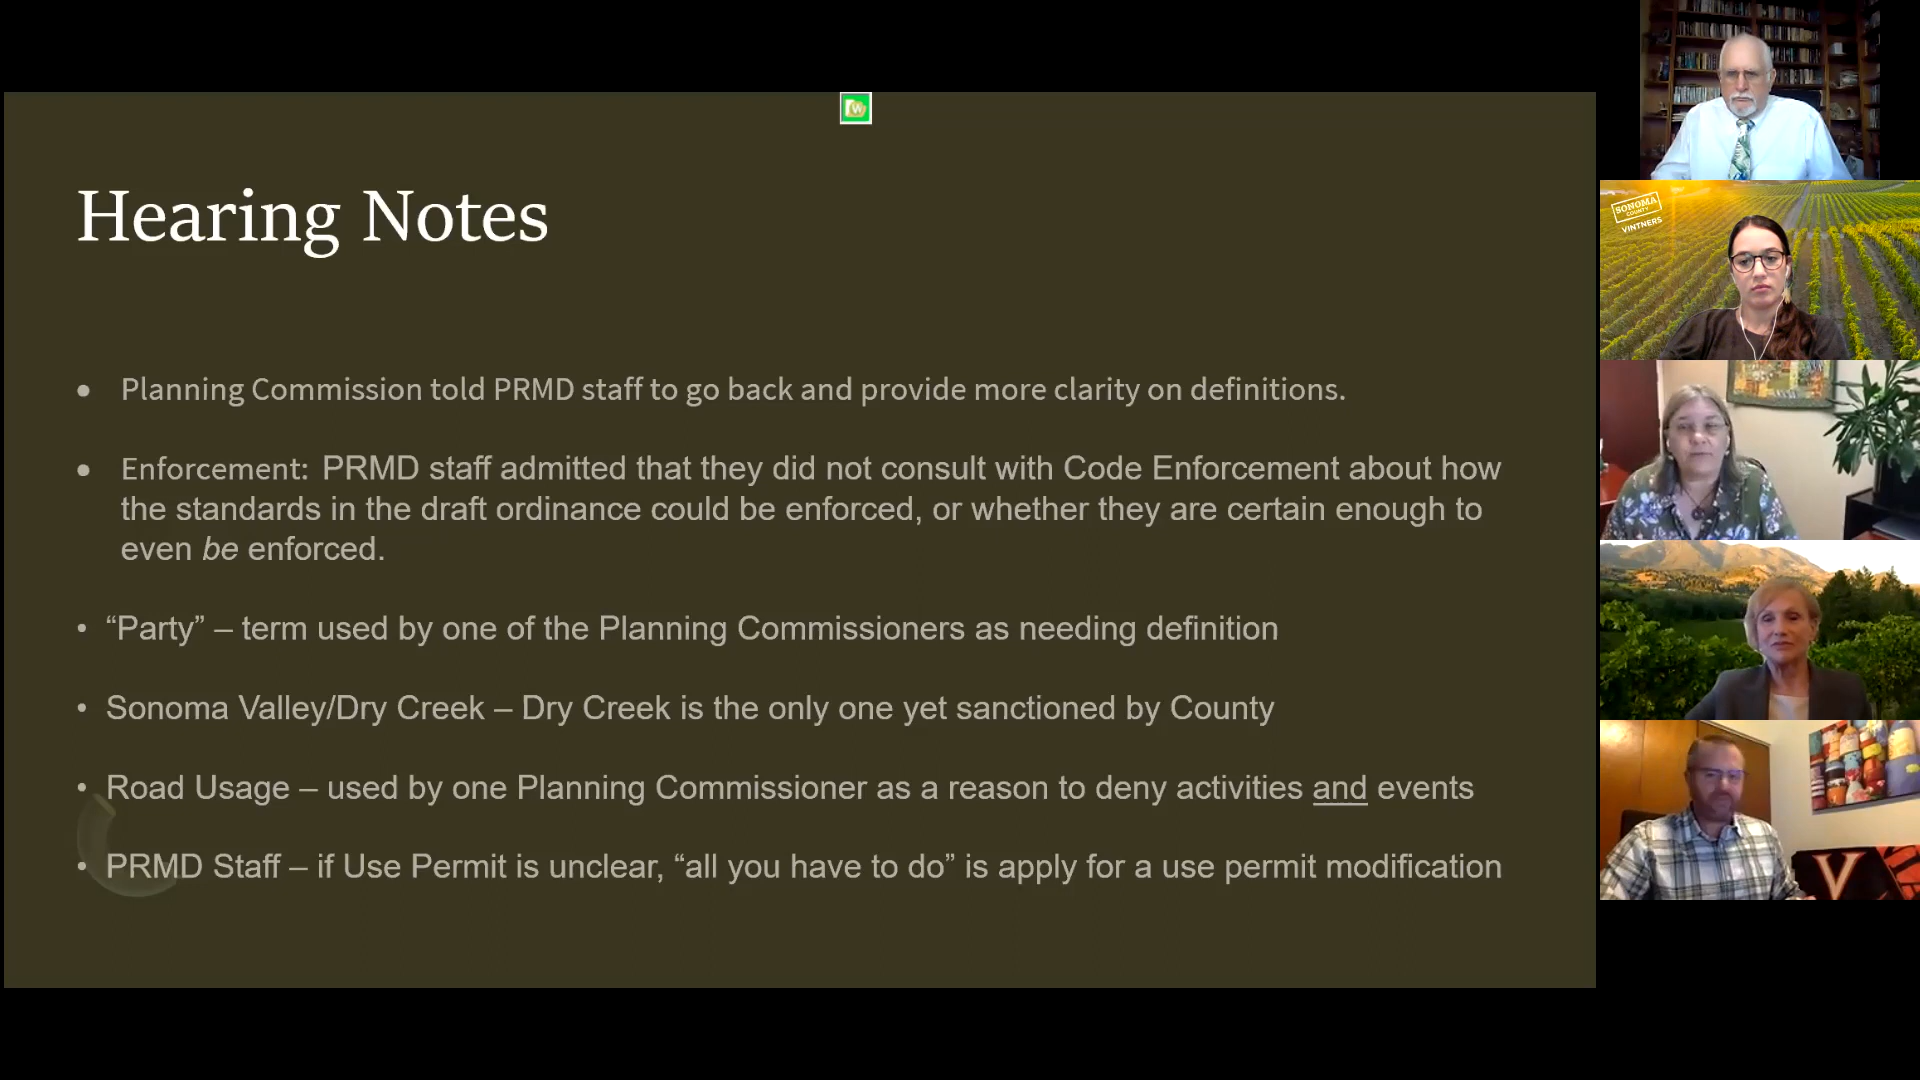 Hearing Notes
• Planning Commission told PRMD staff to go back and provide more clarity on definitions.
• Enforcement: PRMD staff admitted that they did not consult with Code Enforcement about how
the standards in the draft ordinance could be enforced, or whether they are certain enough to
even be enforced.
• “Party” – term used by one of the Planning Commissioners as needing definition
• Sonoma Valley/Dry Creek – Dry Creek is the only one yet sanctioned by County
• Road Usage – used by one Planning Commissioner as a reason to deny activities and events
• PRMD Staff – if Use Permit is unclear, “all you have to do” is apply for a use permit modification
SONOMA
COUNTY
VINTNERS
V
W